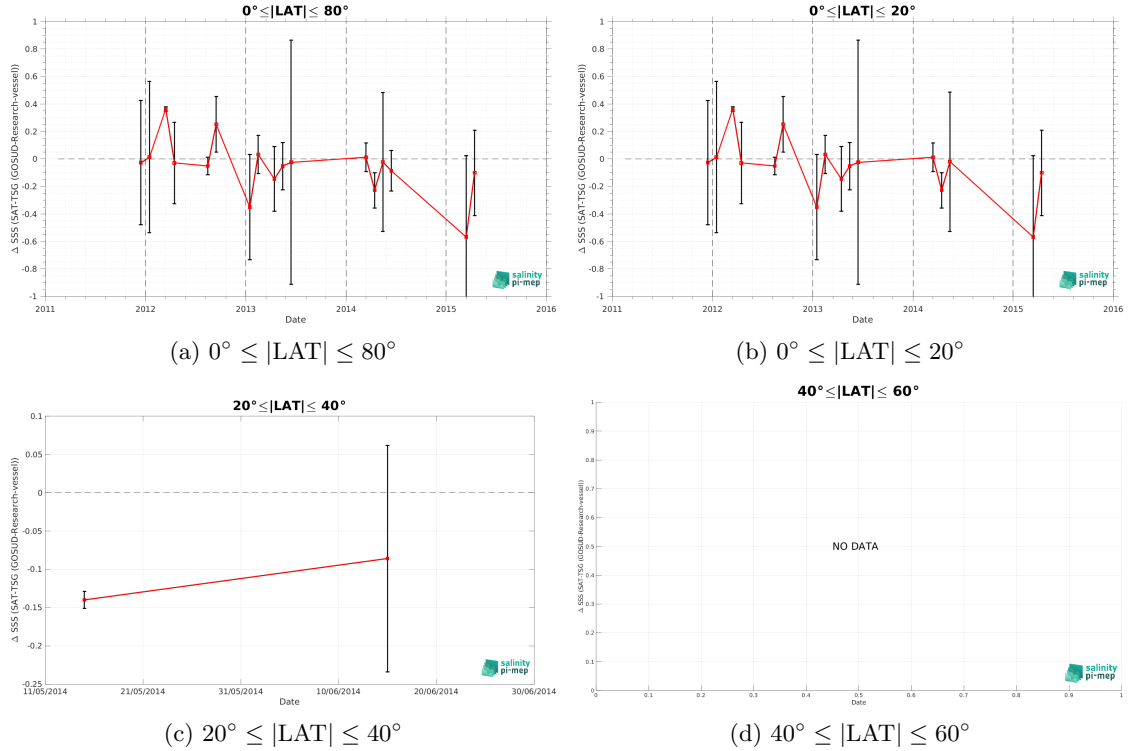 0°≤|LAT|≤ 80°
Δ SSS (SAT-TSG (GOSUD-Research-vessel))
1
0.8
0.6
0.4
0.2
0
-0.2
-0.4
-0.6
-0.8
-1
2011 2012 2013 2014 2015 2016
Date
salinity
pi-mep
(a) 0° ≤ |LAT| ≤ 80°
0°≤|LAT|≤ 20°
Δ SSS (SAT-TSG (GOSUD-Research-vessel))
1
0.8
0.6
0.4
0.2
0
-0.2
-0.4
-0.6
-0.8
-1
2011 2012 2013 2014 2015 2016
Date
salinity
pi-mep
(b) 0° ≤ |LAT| ≤ 20°
20°≤|LAT|≤ 40°
Δ SSS (SAT-TSG (GOSUD-Research-vessel))
0.1
0.05
0
-0.05
-0.1
-0.15
-0.2
-0.25
11/05/2014 21/05/2014 31/05/2014 10/06/2014 20/06/2014 30/06/2014
Date
salinity
pi-mep
(c) 20° ≤ |LAT| ≤ 40°
40°≤|LAT|≤ 60°
Δ SSS (SAT-TSG (GOSUD-Research-vessel))
1
0.9
0.8
0.7
0.6
0.5
0.4
0.3
0.2
0.1
0
NO DATA
0 0.1 0.2 0.3 0.4 0.5 0.6 0.7 0.8 0.9 1
Date
salinity
pi-mep
(d) 40° ≤ |LAT| ≤ 60°